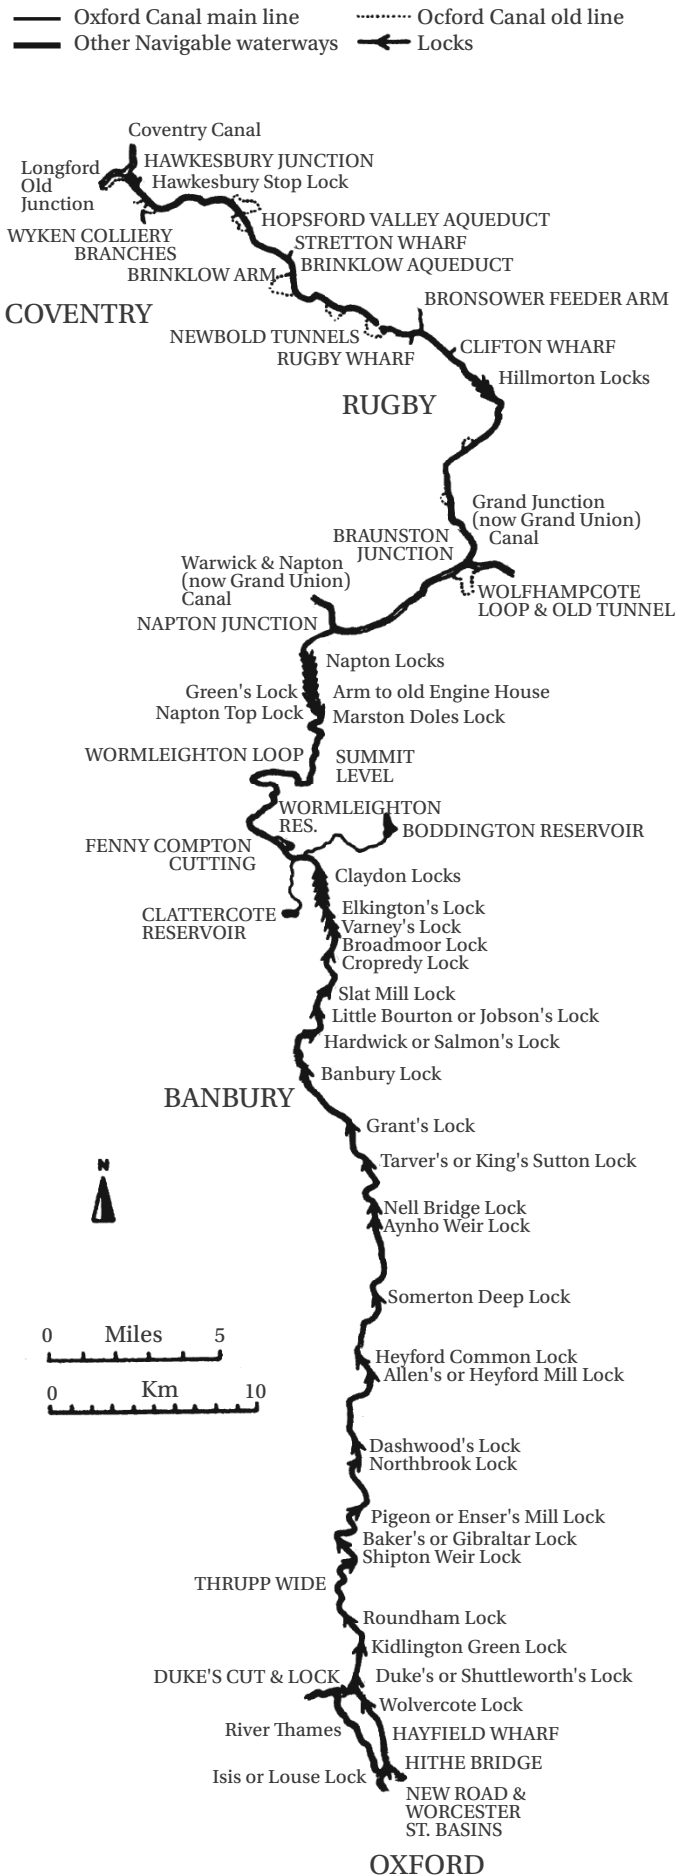 Oxford Canal main line
Ocford Canal old line
Other Navigable waterways
Locks
Coventry Canal
HAWKESBURY JUNCTION
Longford
Old
Junction
Hawkesbury Stop Lock
HOPSFORD VALLEY AQUEDUCT
WYKEN COLLIERY
BRANCHES
STRETTON WHARF
BRINKLOW AQUEDUCT
BRINKLOW ARM
BRONSOWER FEEDER ARM
COVENTRY
NEWBOLD TUNNELS
CLIFTON WHARF
RUGBY WHARF
Hillmorton Locks
RUGBY
Grand Junction
(now Grand Union)
Canal
BRAUNSTON
JUNCTION
Warwick & Napton
(now Grand Union)
Canal
WOLFHAMPCOTE
LOOP & OLD TUNNEL
NAPTON JUNCTION
Napton Locks
Green's Lock
Arm to old Engine House
Napton Top Lock
Marston Doles Lock
WORMLEIGHTON LOOP
SUMMIT
LEVEL
WORMLEIGHTON
RES.
BODDINGTON RESERVOIR
FENNY COMPTON
CUTTING
Claydon Locks
CLATTERCOTE
RESERVOIR
Elkington's Lock
Varney's Lock
Broadmoor Lock
Cropredy Lock
Slat Mill Lock
Little Bourton or Jobson's Lock
Hardwick or Salmon's Lock
Banbury Lock
BANBURY
Grant's Lock
Tarver's or King's Sutton Lock
N
Nell Bridge Lock
Aynho Weir Lock
Somerton Deep Lock
0 Miles 5
Heyford Common Lock
Allen's or Heyford Mill Lock
0 Km 10
Dashwood's Lock
Northbrook Lock
Pigeon or Enser's Mill Lock
Baker's or Gibraltar Lock
Shipton Weir Lock
THRUPP WIDE
Roundham Lock
Kidlington Green Lock
DUKE'S CUT & LOCK
Duke's or Shuttleworth's Lock
Wolvercote Lock
River Thames
HAYFIELD WHARF
HITHE BRIDGE
Isis or Louse Lock
NEW ROAD &
WORCESTER
ST. BASINS
OXFORD